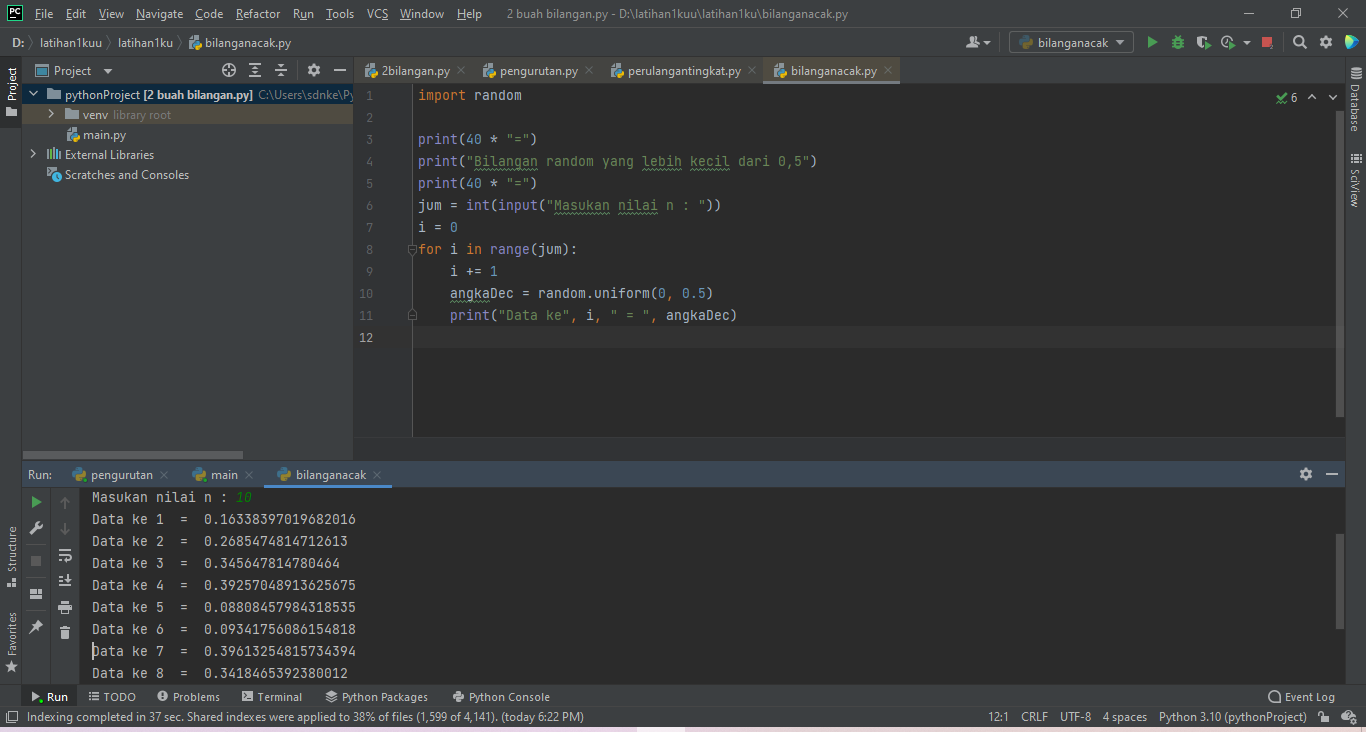 PC File Edit View Navigate Code Refactor Run Tools VCS Window Help 2 buah bilangan.py - D:\latihan1kuu\latihan1ku\bilanganacak.py
D: latihan1kuu latihan1ku bilanganacak.py bilanganacak
Project
Project 2bilangan.py pengurutan.py perulangantingkat.py bilanganacak.py
pythonProject [2 buah bilangan.py] C:\Users\sdnke\Py
venv library root
main.py
External Libraries
Scratches and Consoles
6
Database
SciView
1 import random
2
3 print(40 * "=")
4 print("Bilangan random yang lebih kecil dari 0,5")
5 print(40 * "=")
6 jum = int(input("Masukan nilai n : "))
7 i = 0
8 for i in range(jum):
9 i += 1
10 angkaDec = random.uniform(0, 0.5)
11 print("Data ke", i, " = ", angkaDec)
12
Run: pengurutan main bilanganacak
Masukan nilai n : 10
Data ke 1 = 0.16338397019682016
Data ke 2 = 0.2685474814712613
Data ke 3 = 0.345647814780464
Data ke 4 = 0.39257048913625675
Data ke 5 = 0.08808457984318535
Data ke 6 = 0.09341756086154818
Data ke 7 = 0.39613254815734394
Data ke 8 = 0.3418465392380012
Structure
Favorites
Run TODO Problems Terminal Python Packages Python Console Event Log
Indexing completed in 37 sec. Shared indexes were applied to 38% of files (1,599 of 4,141). (today 6:22 PM) 12:1 CRLF UTF-8 4 spaces Python 3.10 (pythonProject)